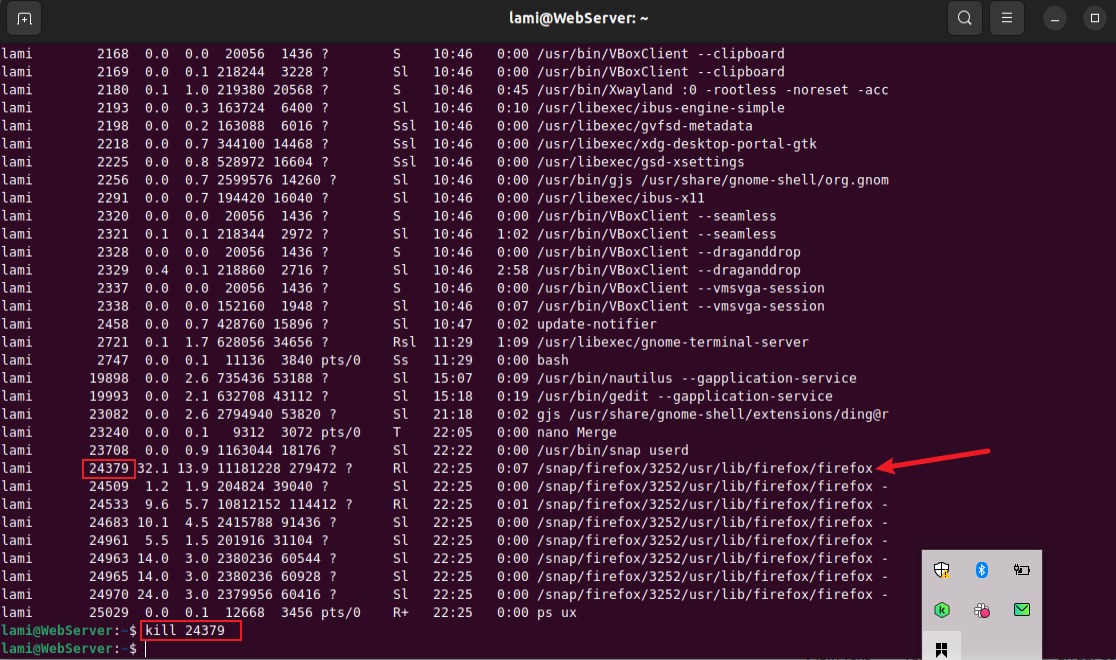 lami@WebServer: ~
lami 2168 0.0 0.0 20056 1436 ? S 10:46 0:00 /usr/bin/VBoxClient --clipboard
lami 2169 0.0 0.1 218244 3228 ? Sl 10:46 0:00 /usr/bin/VBoxClient --clipboard
lami 2180 0.1 1.0 219380 20568 ? S 10:46 0:45 /usr/bin/Xwayland :0 -rootless -noreset -acc
lami 2193 0.0 0.3 163724 6400 ? Sl 10:46 0:10 /usr/libexec/ibus-engine-simple
lami 2198 0.0 0.2 163088 6016 ? Ssl 10:46 0:00 /usr/libexec/gvfsd-metadata
lami 2218 0.0 0.7 344100 14468 ? Ssl 10:46 0:00 /usr/libexec/xdg-desktop-portal-gtk
lami 2225 0.0 0.8 528972 16604 ? Ssl 10:46 0:00 /usr/libexec/gsd-xsettings
lami 2256 0.0 0.7 2599576 14260 ? Sl 10:46 0:00 /usr/bin/gjs /usr/share/gnome-shell/org.gnom
lami 2291 0.0 0.7 194420 16040 ? Sl 10:46 0:00 /usr/libexec/ibus-x11
lami 2320 0.0 0.0 20056 1436 ? S 10:46 0:00 /usr/bin/VBoxClient --seamless
lami 2321 0.1 0.1 218344 2972 ? Sl 10:46 1:02 /usr/bin/VBoxClient --seamless
lami 2328 0.0 0.0 20056 1436 ? S 10:46 0:00 /usr/bin/VBoxClient --draganddrop
lami 2329 0.4 0.1 218860 2716 ? Sl 10:46 2:58 /usr/bin/VBoxClient --draganddrop
lami 2337 0.0 0.0 20056 1436 ? S 10:46 0:00 /usr/bin/VBoxClient --vmsvga-session
lami 2338 0.0 0.0 152160 1948 ? Sl 10:46 0:07 /usr/bin/VBoxClient --vmsvga-session
lami 2458 0.0 0.7 428760 15896 ? Sl 10:47 0:02 update-notifier
lami 2721 0.1 1.7 628056 34656 ? Rsl 11:29 1:09 /usr/libexec/gnome-terminal-server
lami 2747 0.0 0.1 11136 3840 pts/0 Ss 11:29 0:00 bash
lami 19898 0.0 2.6 735436 53188 ? Sl 15:07 0:09 /usr/bin/nautilus --gapplication-service
lami 19993 0.0 2.1 632708 43112 ? Sl 15:18 0:19 /usr/bin/gedit --gapplication-service
lami 23082 0.0 2.6 2794940 53820 ? Sl 21:18 0:02 gjs /usr/share/gnome-shell/extensions/ding@r
lami 23240 0.0 0.1 9312 3072 pts/0 T 22:05 0:00 nano Merge
lami 23708 0.0 0.9 1163044 18176 ? Sl 22:22 0:00 /usr/bin/snap userd
lami 24379 32.1 13.9 11181228 279472 ? Rl 22:25 0:07 /snap/firefox/3252/usr/lib/firefox/firefox
lami 24509 1.2 1.9 204824 39040 ? Sl 22:25 0:00 /snap/firefox/3252/usr/lib/firefox/firefox -
lami 24533 9.6 5.7 10812152 114412 ? Rl 22:25 0:01 /snap/firefox/3252/usr/lib/firefox/firefox -
lami 24683 10.1 4.5 2415788 91436 ? Sl 22:25 0:00 /snap/firefox/3252/usr/lib/firefox/firefox -
lami 24961 5.5 1.5 201916 31104 ? Sl 22:25 0:00 /snap/firefox/3252/usr/lib/firefox/firefox -
lami 24963 14.0 3.0 2380236 60544 ? Sl 22:25 0:00 /snap/firefox/3252/usr/lib/firefox/firefox -
lami 24965 14.0 3.0 2380236 60928 ? Sl 22:25 0:00 /snap/firefox/3252/usr/lib/firefox/firefox -
lami 24970 24.0 3.0 2379956 60416 ? Sl 22:25 0:00 /snap/firefox/3252/usr/lib/firefox/firefox -
lami 25029 0.0 0.1 12668 3456 pts/0 R+ 22:25 0:00 ps ux
lami@WebServer:~$ kill 24379
lami@WebServer:~$